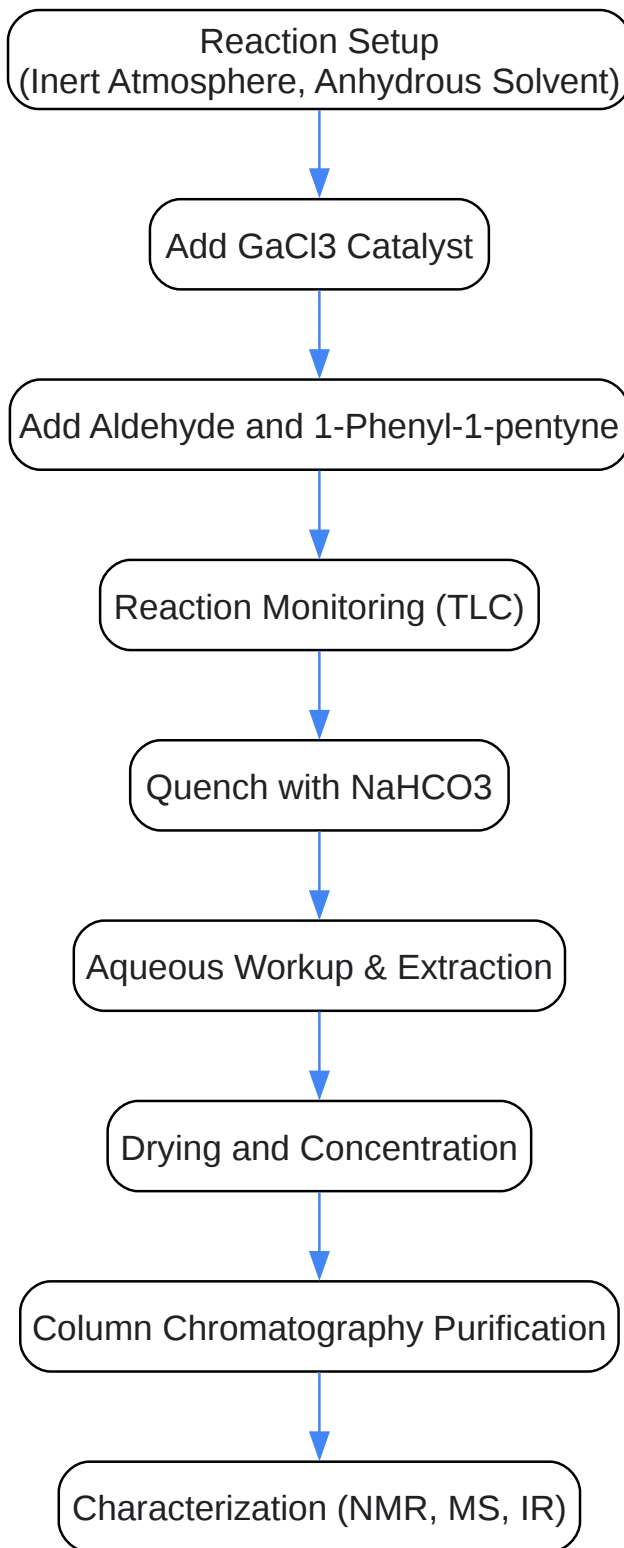 Reaction Setup
(Inert Atmosphere, Anhydrous Solvent)
Add GaCl3 Catalyst
Add Aldehyde and 1-Phenyl-1-pentyne
Reaction Monitoring (TLC)
Quench with NaHCO3
Aqueous Workup & Extraction
Drying and Concentration
Column Chromatography Purification
Characterization (NMR, MS, IR)